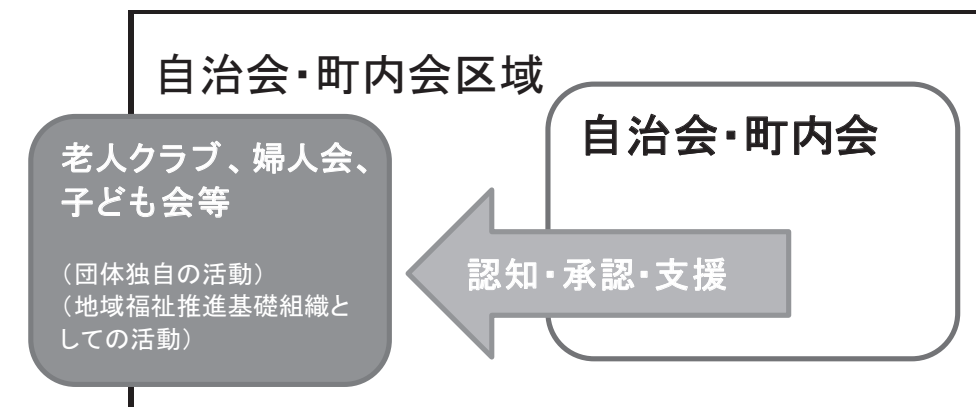 自治会・町内会区域
自治会・町内会
老人クラブ、婦人会、
子ども会等
（団体独自の活動）
（地域福祉推進基礎組織と
しての活動）
認知・承認・支援